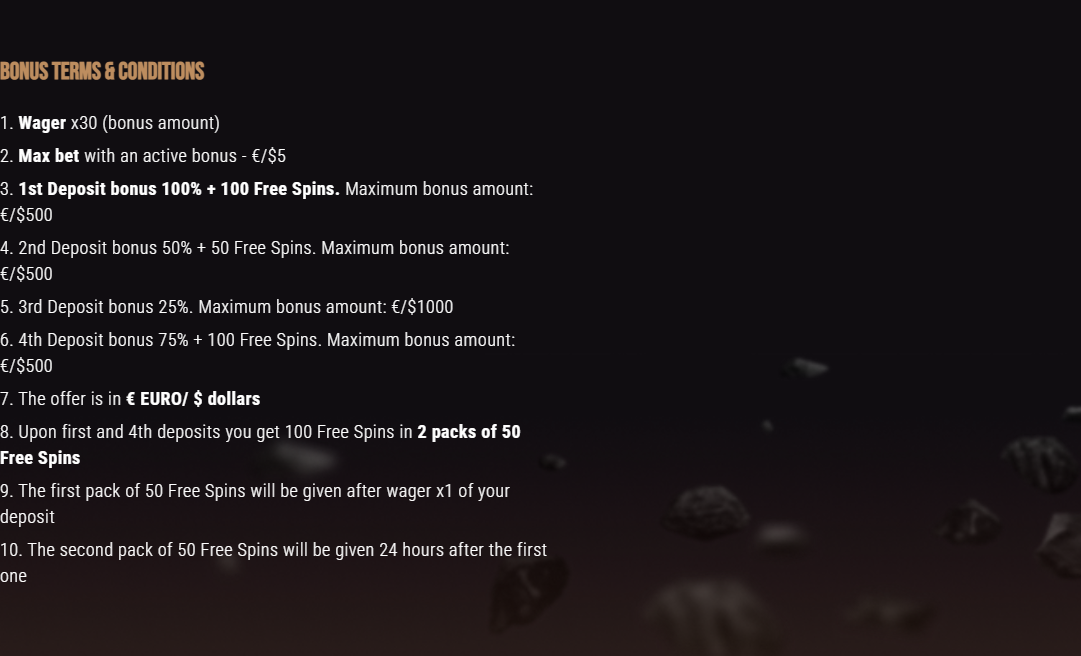 BONUS TERMS & CONDITIONS
1. Wager x30 (bonus amount)
2. Max bet with an active bonus - €/$5
3. 1st Deposit bonus 100% + 100 Free Spins. Maximum bonus amount:
€/$500
4. 2nd Deposit bonus 50% + 50 Free Spins. Maximum bonus amount:
€/$500
5. 3rd Deposit bonus 25%. Maximum bonus amount: €/$1000
6. 4th Deposit bonus 75% + 100 Free Spins. Maximum bonus amount:
€/$500
7. The offer is in € EURO/ $ dollars
8. Upon first and 4th deposits you get 100 Free Spins in 2 packs of 50
Free Spins
9. The first pack of 50 Free Spins will be given after wager x1 of your
deposit
10. The second pack of 50 Free Spins will be given 24 hours after the first
one